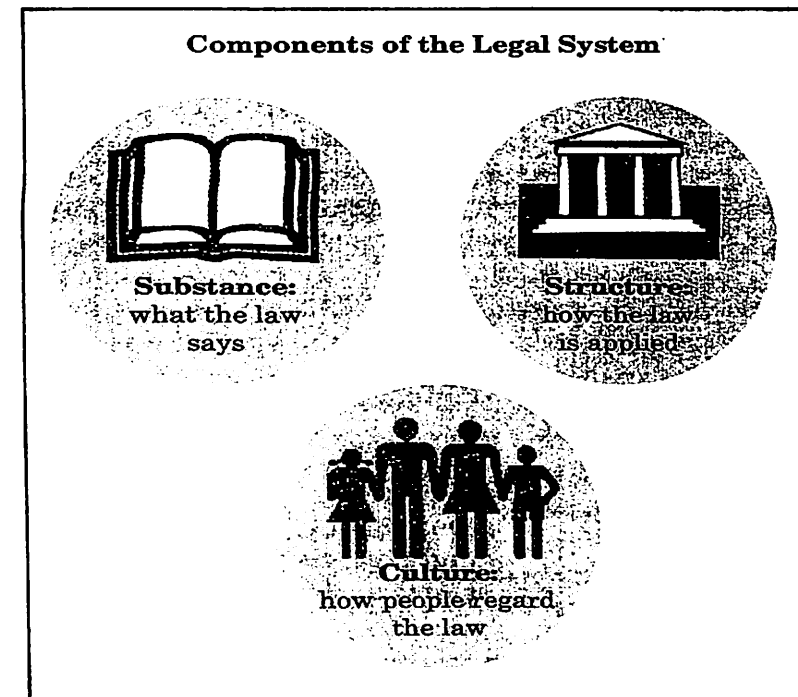 Components of the Legal System
Substance:
what the law
says
Structure:
how the law
is applied
Culture:
how people regard
the law